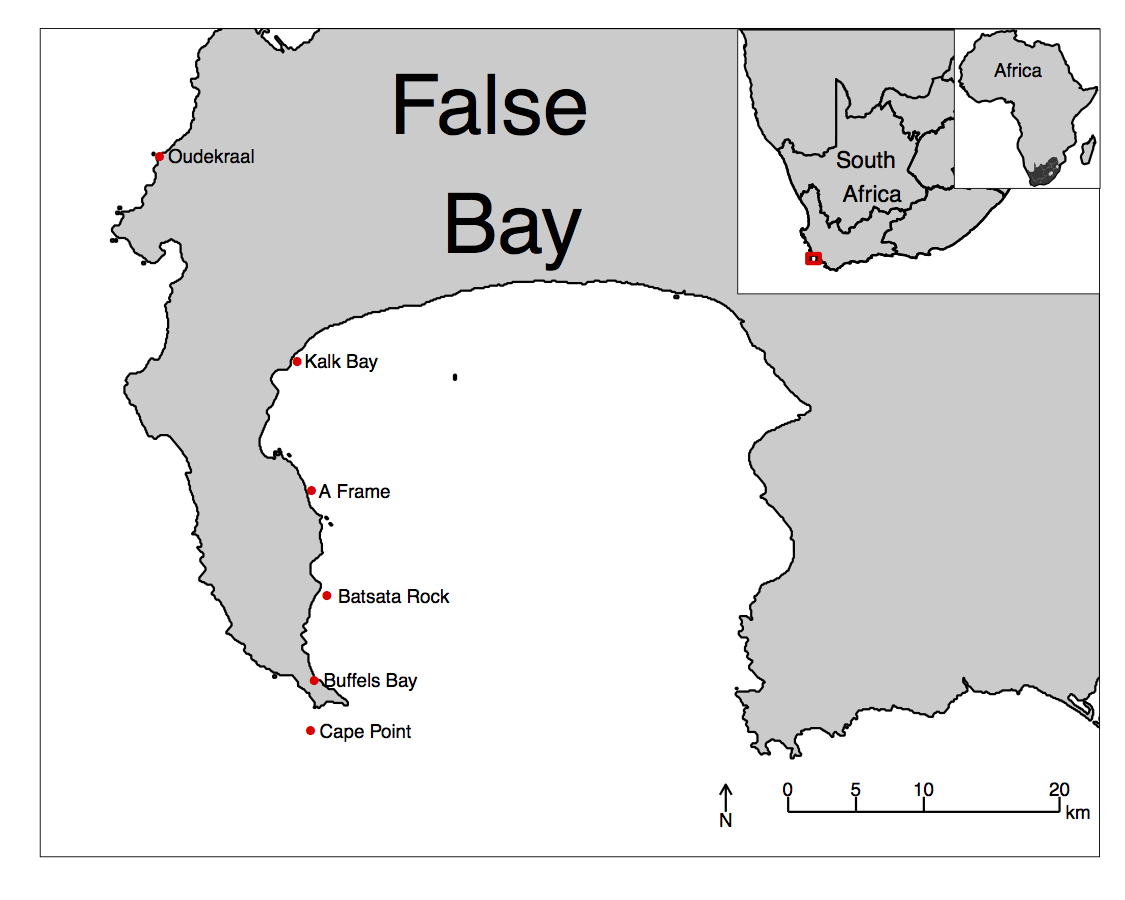 False
Bay
Africa
South
Africa
Oudekraal
Kalk Bay
A Frame
Batsata Rock
Buffels Bay
Cape Point
N
0 5 10 20
km